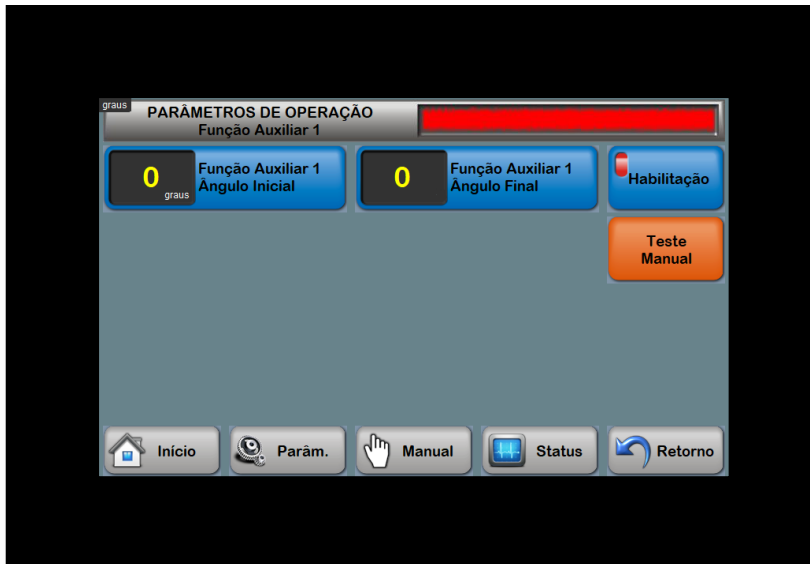 graus
PARÂMETROS DE OPERAÇÃO
Função Auxiliar 1
0
graus
Função Auxiliar 1
Ângulo Inicial
0
Função Auxiliar 1
Ângulo Final
Habilitação
Teste
Manual
Início
Parâm.
Manual
Status
Retorno